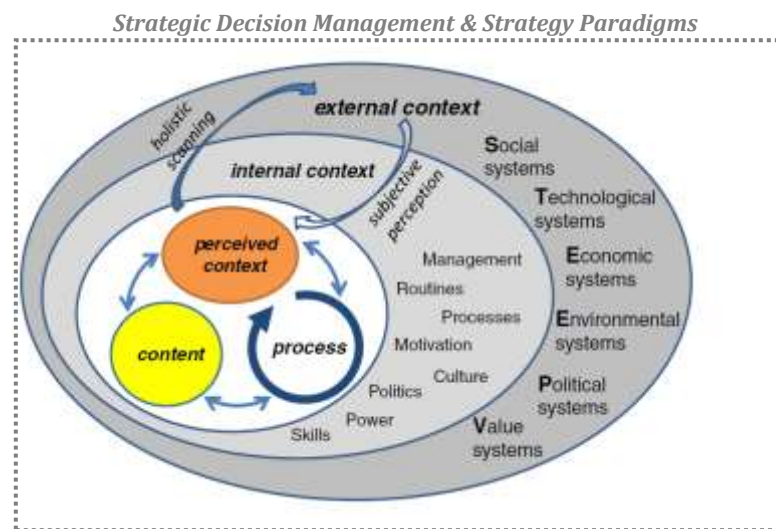 Strategic Decision Management & Strategy Paradigms
holistic
scanning
external context
internal context
subjective
perception
Social
systems
Technological
systems
Economic
systems
Environmental
systems
Political
systems
Value
systems
perceived
context
content
process
Management
Routines
Processes
Motivation
Culture
Politics
Power
Skills